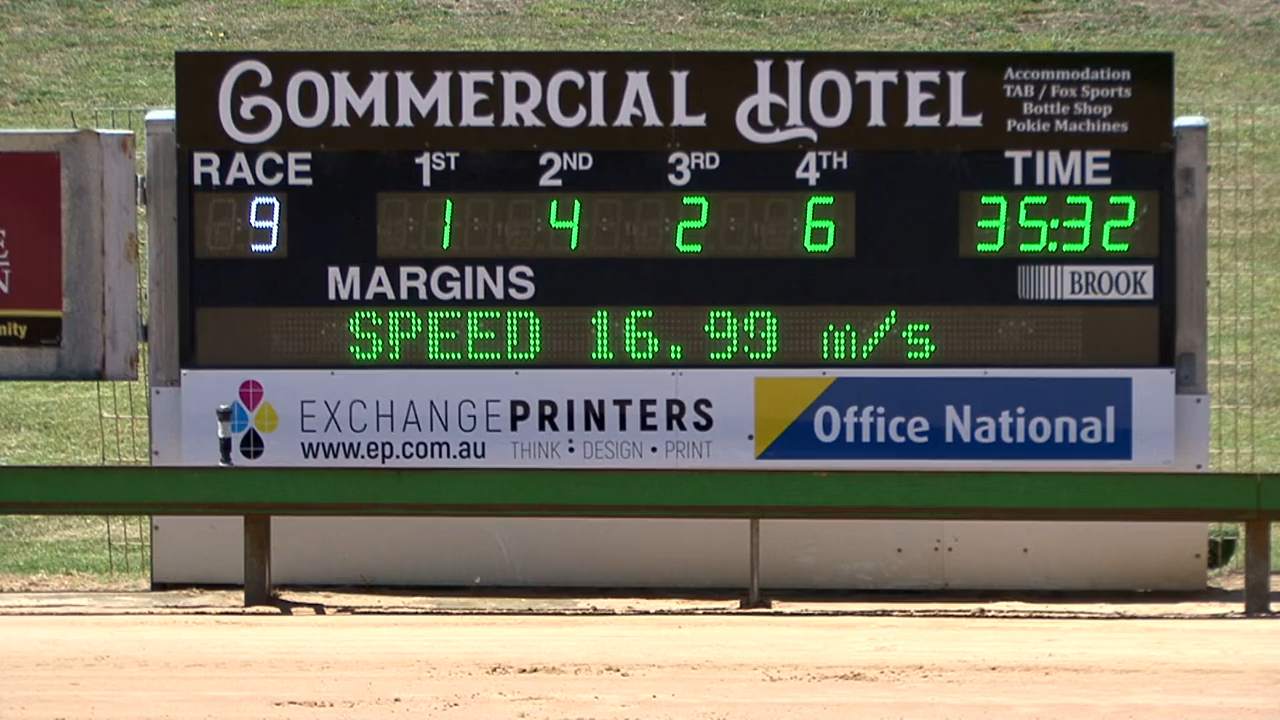 COMMERCIAL HOTEL
Accommodation
TAB / Fox Sports
Bottle Shop
Pokie Machines
RACE 1ST 2ND 3RD 4TH TIME
9 1 4 2 6 35:32
MARGINS
BROOK
SPEED 16.99 m/s
EXCHANGEPRINTERS
www.ep.com.au THINK : DESIGN • PRINT
Office National